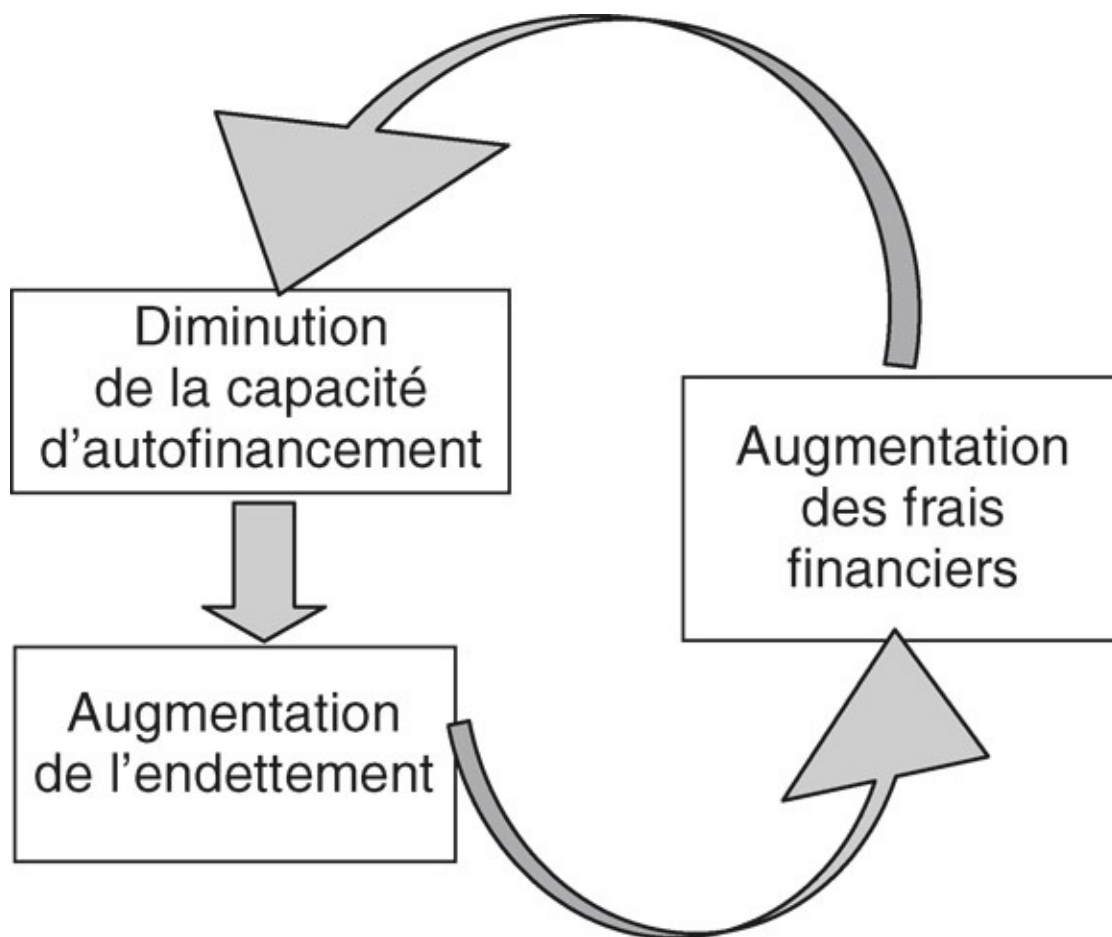 Diminution
de la capacité
d’autofinancement
Augmentation
de l’endettement
Augmentation
des frais
financiers